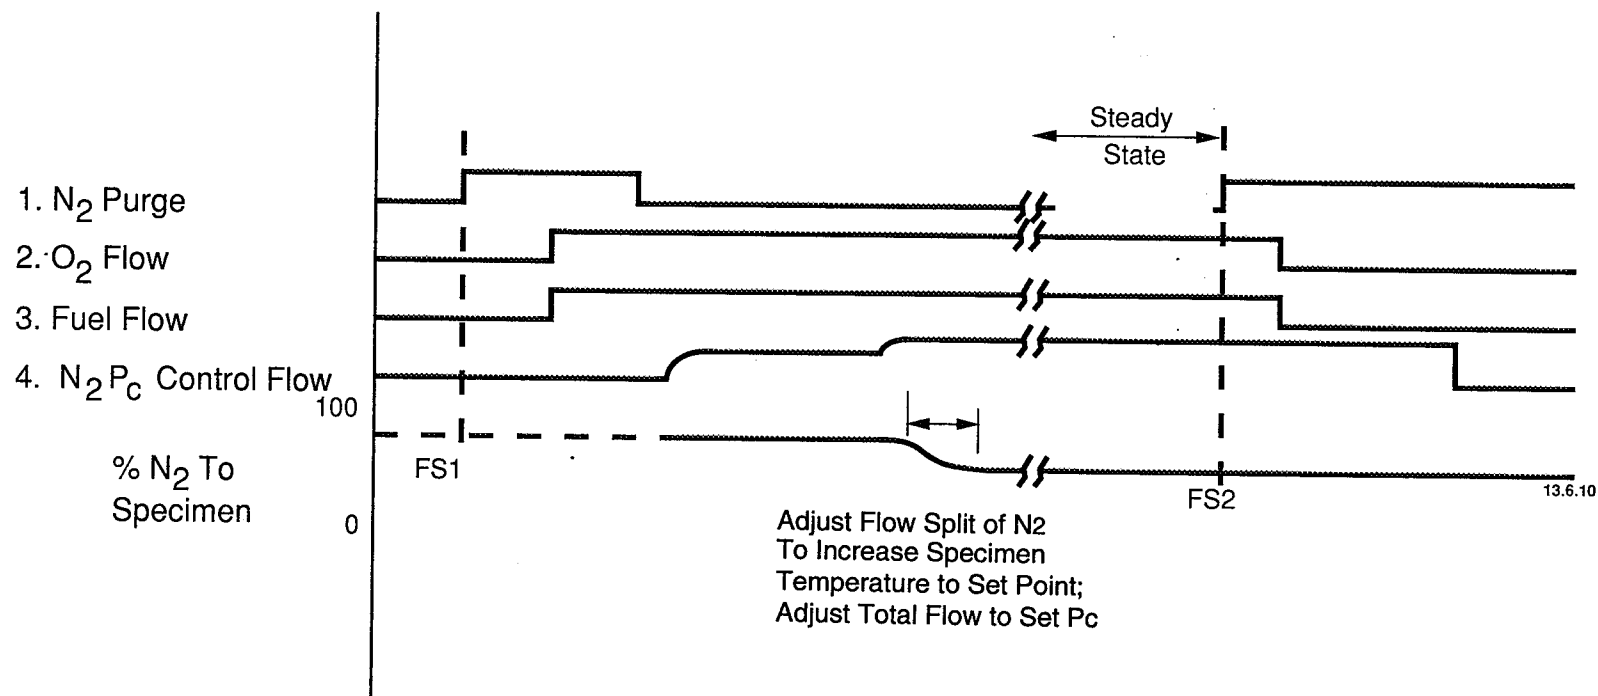 Steady
State
1. N2 Purge
2. O2 Flow
3. Fuel Flow
4. N2Pc Control Flow
100
% N2 To
Specimen
0
FS1
FS2
13.6.10
Adjust Flow Split of N2
To Increase Specimen
Temperature to Set Point;
Adjust Total Flow to Set Pc